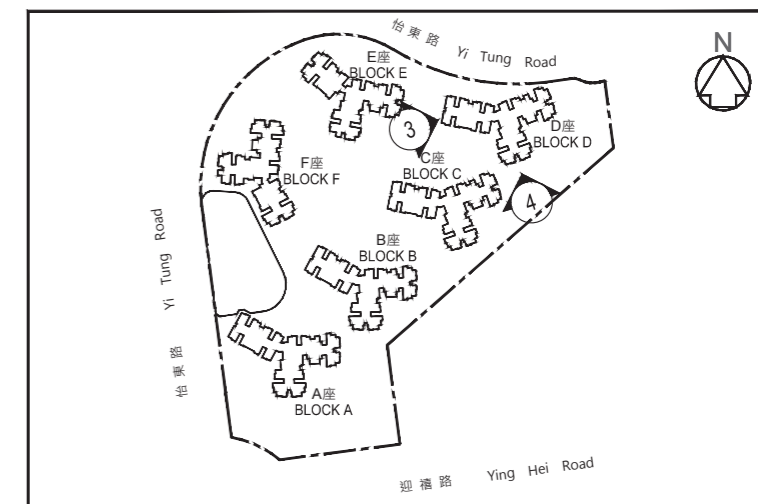 怡東路 Yi Tung Road
N
E座
BLOCK E
3
D座
BLOCK D
C座
BLOCK C
F座
BLOCK F
4
B座
BLOCK B
怡東路 Yi Tung Road
A座
BLOCK A
迎禧路 Ying Hei Road